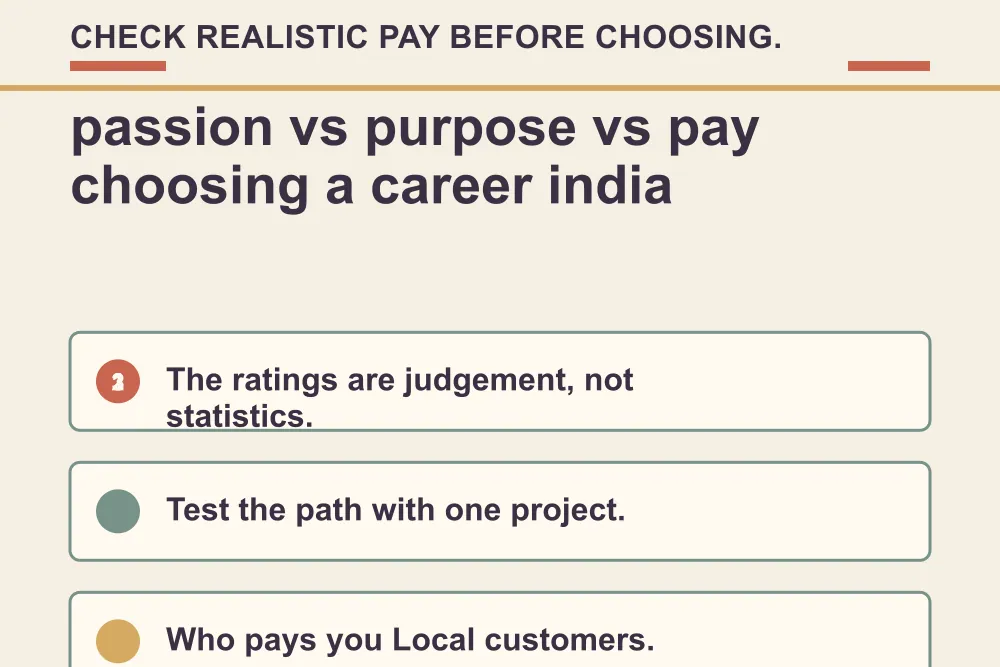 CHECK REALISTIC PAY BEFORE CHOOSING.
passion vs purpose vs pay
choosing a career india
The ratings are judgement, not
statistics.
Test the path with one project.
Who pays you Local customers.